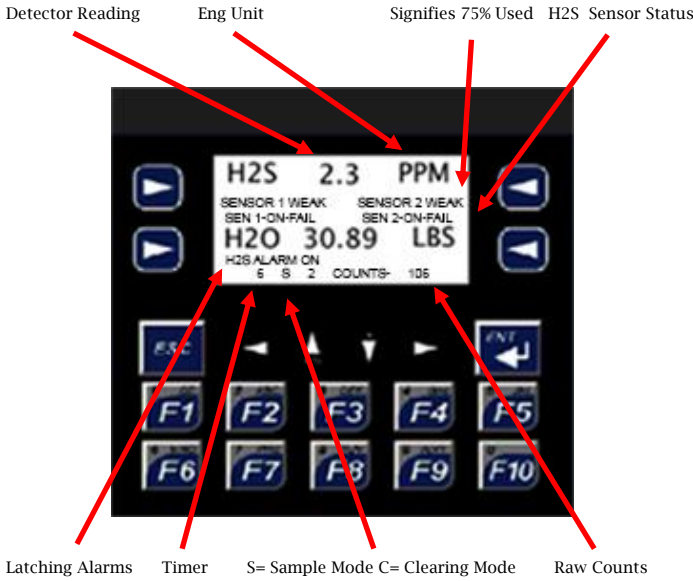 Detector Reading Eng Unit Signifies 75% Used H2S Sensor Status
H2S 2.3 PPM
SENSOR 1 WEAK SENSOR 2 WEAK
SEN 1-ON-FAIL SEN 2-ON-FAIL
H2O 30.89 LBS
H2S ALARM ON
5 S 2 COUNTS- 105
ESC ENT
F1 F2 F3 F4 F5
F6 F7 F8 F9 F10
Latching Alarms Timer S= Sample Mode C= Clearing Mode Raw Counts